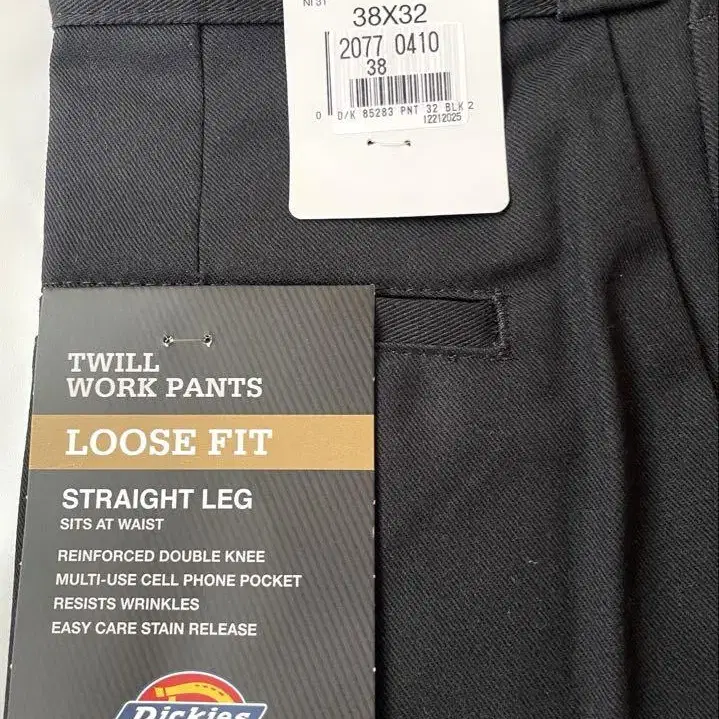 38X32
2077 0410
38
0
D/K 85283 PNT 32 BLK 2
12212025
TWILL
WORK PANTS
LOOSE FIT
STRAIGHT LEG
SITS AT WAIST
REINFORCED DOUBLE KNEE
MULTI-USE CELL PHONE POCKET
RESISTS WRINKLES
EASY CARE STAIN RELEASE
Dickies